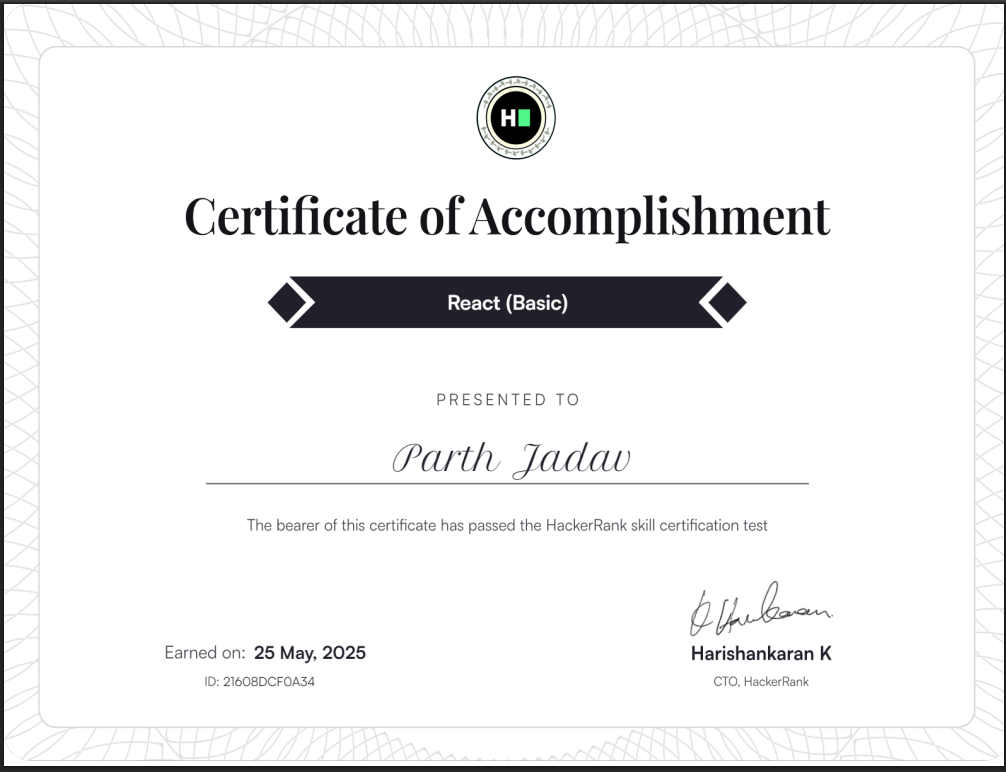 H
Certificate of Accomplishment
React (Basic)
PRESENTED TO
Parth Jadav
The bearer of this certificate has passed the HackerRank skill certification test
Earned on: 25 May, 2025
ID: 21608DCF0A34
Harishankaran K
CTO, HackerRank